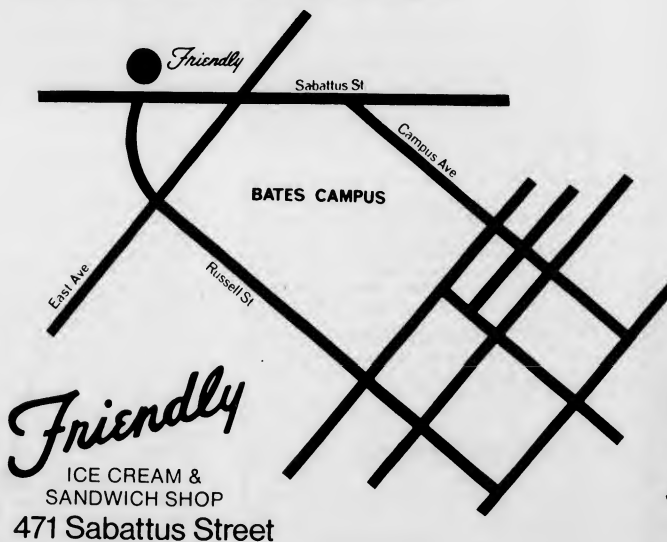 Friendly
Sabattus St
Campus Ave
BATES CAMPUS
East Ave
Russell St
Friendly
ICE CREAM &
SANDWICH SHOP
471 Sabattus Street